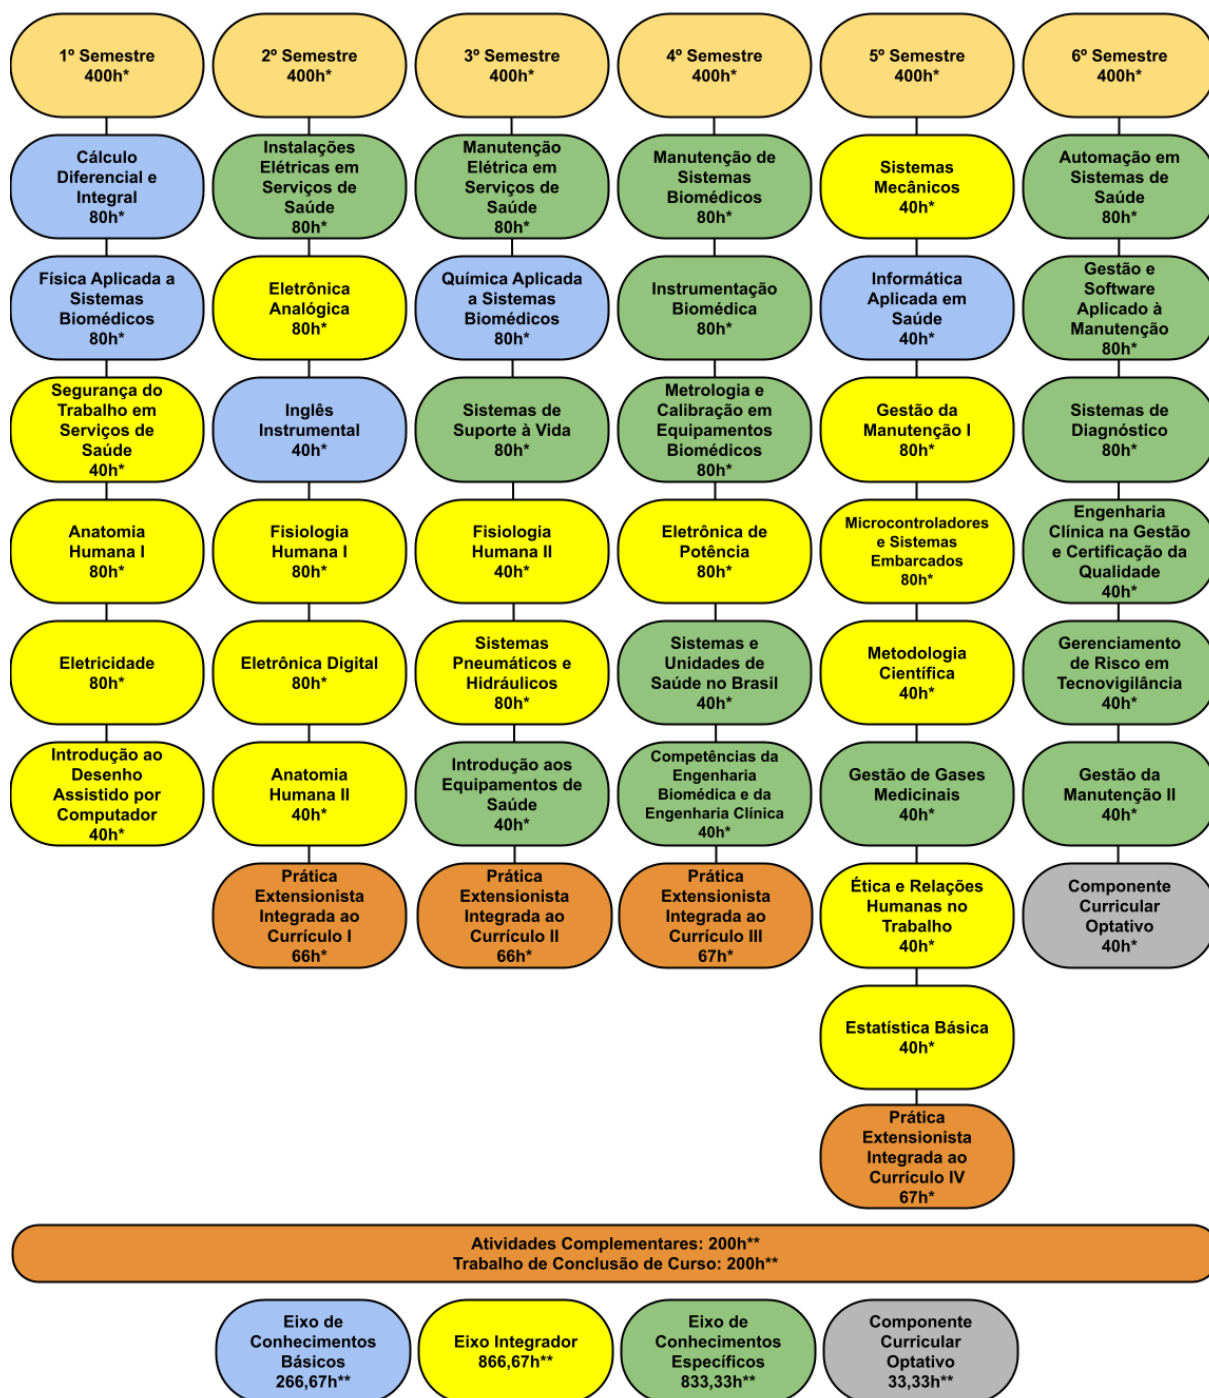 1º Semestre
400h*
2º Semestre
400h*
3º Semestre
400h*
4º Semestre
400h*
5º Semestre
400h*
6º Semestre
400h*
Cálculo
Diferencial e
Integral
80h*
Instalações
Elétricas em
Serviços de
Saúde
80h*
Manutenção
Elétrica em
Serviços de
Saúde
80h*
Manutenção de
Sistemas
Biomédicos
80h*
Sistemas
Mecânicos
40h*
Automação em
Sistemas de
Saúde
80h*
Física Aplicada a
Sistemas
Biomédicos
80h*
Eletrônica
Analógica
80h*
Química Aplicada
a Sistemas
Biomédicos
80h*
Instrumentação
Biomédica
80h*
Informática
Aplicada em
Saúde
40h*
Gestão e
Software
Aplicado à
Manutenção
80h*
Segurança do
Trabalho em
Serviços de
Saúde
40h*
Inglês
Instrumental
40h*
Sistemas de
Suporte à Vida
80h*
Metrologia e
Calibração em
Equipamentos
Biomédicos
80h*
Gestão da
Manutenção I
80h*
Sistemas de
Diagnóstico
80h*
Anatomia
Humana I
80h*
Fisiologia
Humana I
80h*
Fisiologia
Humana II
40h*
Eletrônica de
Potência
80h*
Microcontroladores
e Sistemas
Embarcados
80h*
Engenharia
Clínica na Gestão
e Certificação da
Qualidade
40h*
Eletricidade
80h*
Eletrônica Digital
80h*
Sistemas
Pneumáticos e
Hidráulicos
80h*
Sistemas e
Unidades de
Saúde no Brasil
40h*
Metodologia
Científica
40h*
Gerenciamento
de Risco em
Tecnovigilância
40h*
Introdução ao
Desenho
Assistido por
Computador
40h*
Anatomia
Humana II
40h*
Introdução aos
Equipamentos de
Saúde
40h*
Competências da
Engenharia
Biomédica e da
Engenharia Clínica
40h*
Gestão de Gases
Medicinais
40h*
Gestão da
Manutenção II
40h*
Prática
Extensionista
Integrada ao
Currículo I
66h*
Prática
Extensionista
Integrada ao
Currículo II
66h*
Prática
Extensionista
Integrada ao
Currículo III
67h*
Ética e Relações
Humanas no
Trabalho
40h*
Componente
Curricular
Optativo
40h*
Estatística Básica
40h*
Prática
Extensionista
Integrada ao
Currículo IV
67h*
Atividades Complementares: 200h**
Trabalho de Conclusão de Curso: 200h**
Eixo de
Conhecimentos
Básicos
266,67h**
Eixo Integrador
866,67h**
Eixo de
Conhecimentos
Específicos
833,33h**
Componente
Curricular
Optativo
33,33h**